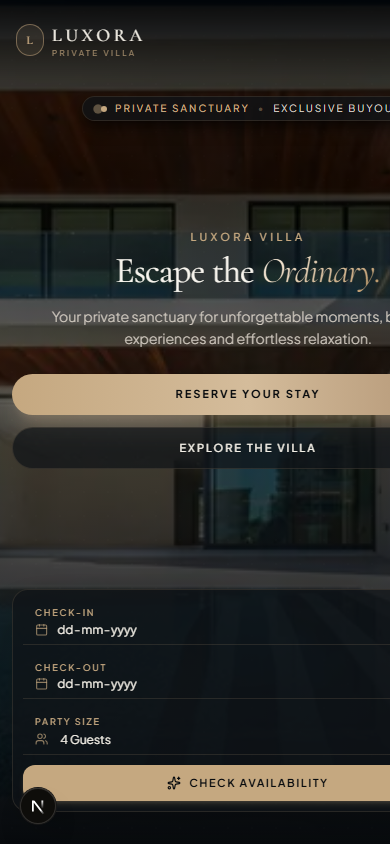 L
LUXORA
PRIVATE VILLA
PRIVATE SANCTUARY • EXCLUSIVE BUYOU
LUXORA VILLA
Escape the Ordinary.
Your private sanctuary for unforgettable moments, b
experiences and effortless relaxation.
RESERVE YOUR STAY
EXPLORE THE VILLA
CHECK-IN
dd-mm-yyyy
CHECK-OUT
dd-mm-yyyy
PARTY SIZE
4 Guests
CHECK AVAILABILITY
N